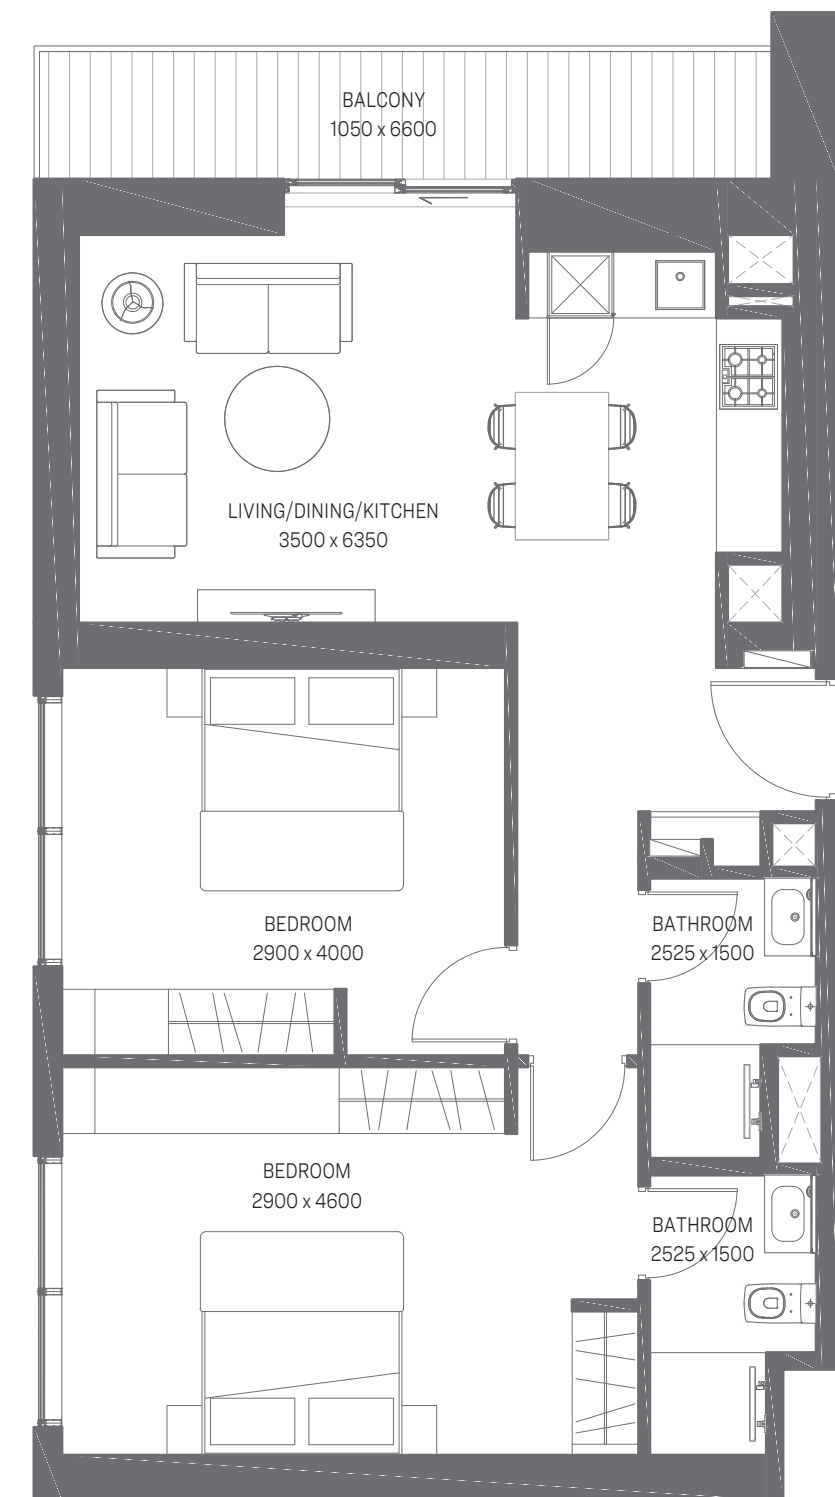 BALCONY
1050 x 6600
LIVING/DINING/KITCHEN
3500 x 6350
BEDROOM
2900 x 4000
BATHROOM
2525 x 1500
BEDROOM
2900 x 4600
BATHROOM
2525 x 1500